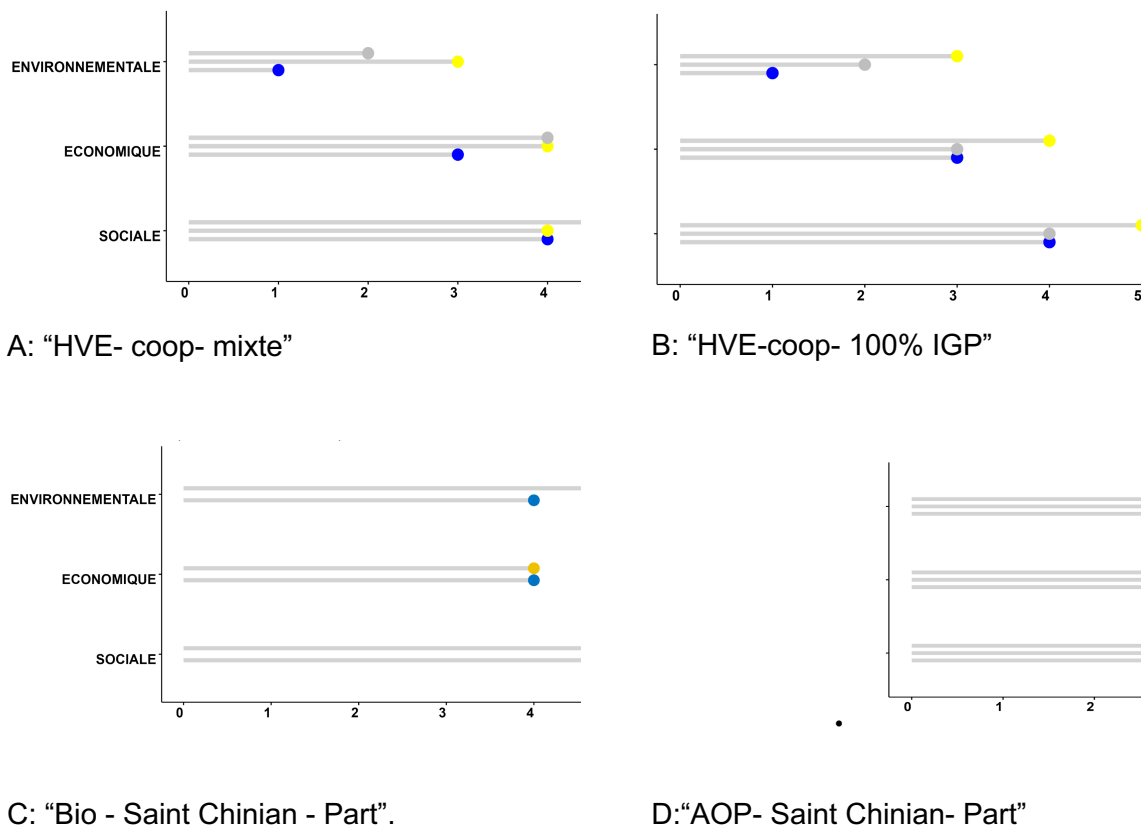 ENVIRONNEMENTALE
ECONOMIQUE
SOCIALE
0 1 2 3 4
A: “HVE- coop- mixte”
0 1 2 3 4 5
B: “HVE-coop- 100% IGP”
ENVIRONNEMENTALE
ECONOMIQUE
SOCIALE
0 1 2 3 4
C: “Bio - Saint Chinian - Part”.
0 1 2
D:“AOP- Saint Chinian- Part”